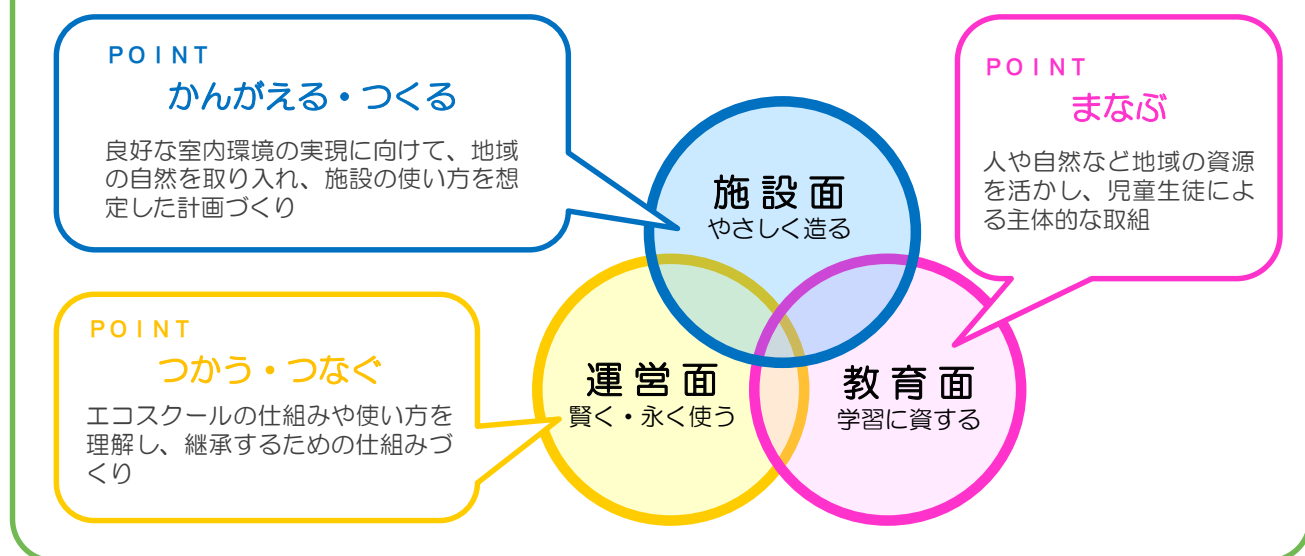 POINT
かんがえる・つくる
良好な室内環境の実現に向けて、地域
の自然を取り入れ、施設の使い方を想
定した計画づくり
POINT
まなぶ
人や自然など地域の資源
を活かし、児童生徒によ
る主体的な取組
施設面
やさしく造る
POINT
つかう・つなぐ
エコスクールの仕組みや使い方を
理解し、継承するための仕組みづ
くり
運営面
賢く・永く使う
教育面
学習に資する